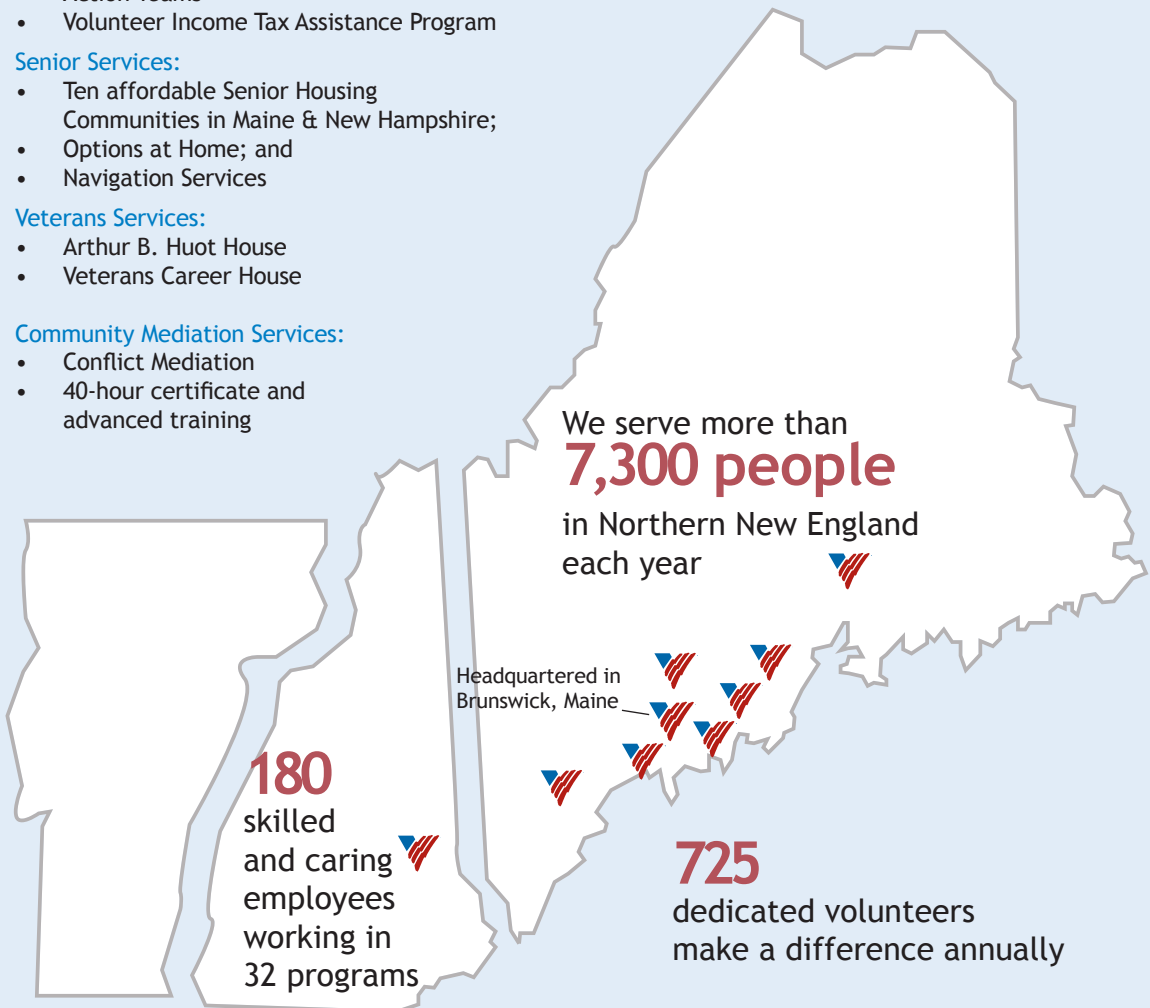 Action Teams
• Volunteer Income Tax Assistance Program
Senior Services:
• Ten affordable Senior Housing
Communities in Maine & New Hampshire;
• Options at Home; and
• Navigation Services
Veterans Services:
• Arthur B. Huot House
• Veterans Career House
Community Mediation Services:
• Conflict Mediation
• 40-hour certificate and
advanced training
We serve more than
7,300 people
in Northern New England
each year
Headquartered in
Brunswick, Maine
180
skilled
and caring
employees
working in
32 programs
725
dedicated volunteers
make a difference annually